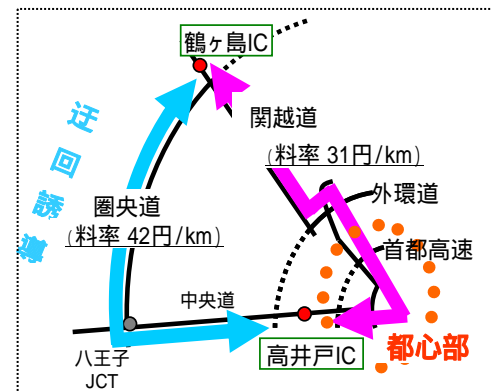 鶴ヶ島IC
関越道
(料率 31円/km)
迂回誘導
圏央道
(料率 42円/km)
外環道
首都高速
中央道
高井戸IC
都心部
八王子
JCT